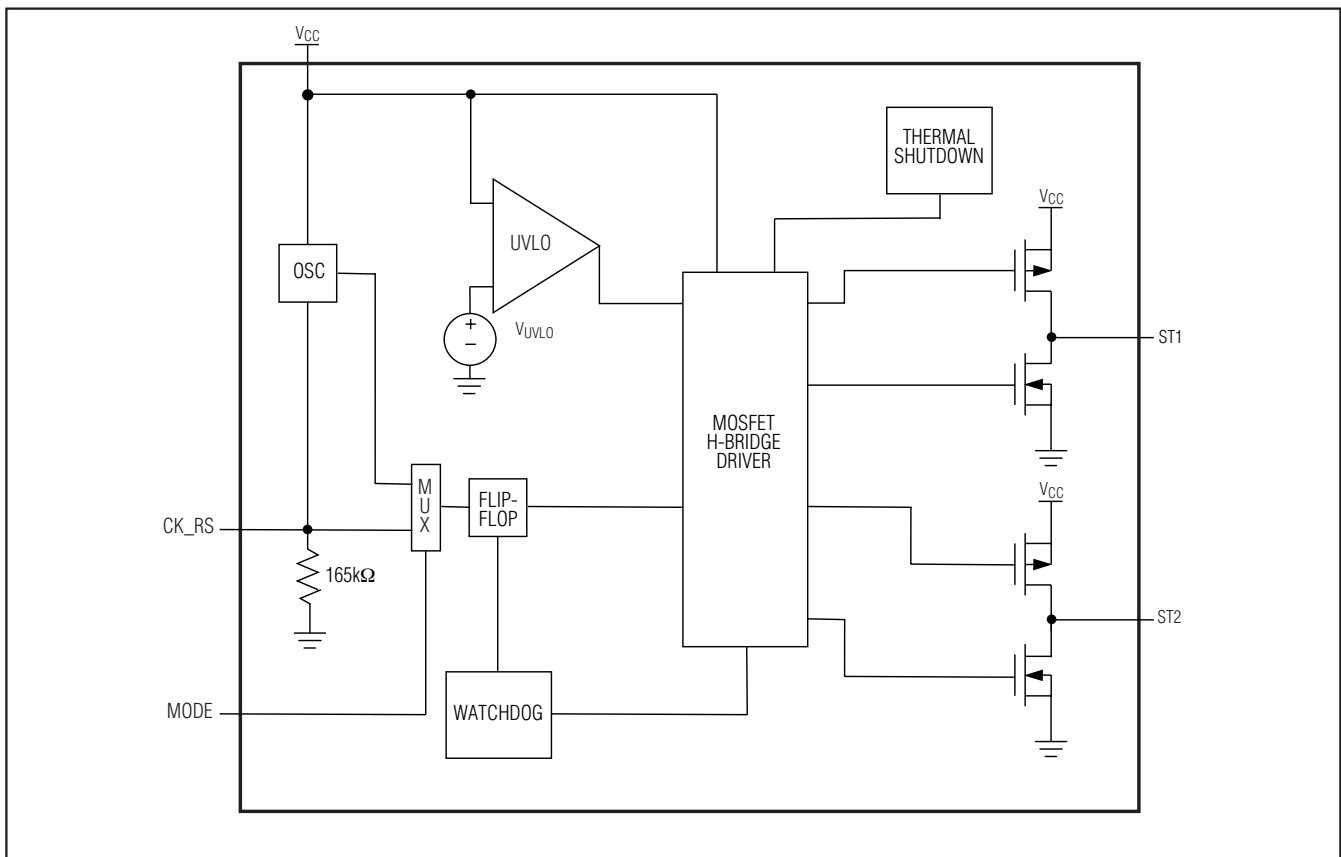 VCC
THERMAL
SHUTDOWN
VCC
UVLO
OSC
+
−
VUVLO
ST1
MOSFET
H-BRIDGE
DRIVER
M
U
X
FLIP-
FLOP
VCC
CK_RS
165kΩ
ST2
MODE
WATCHDOG